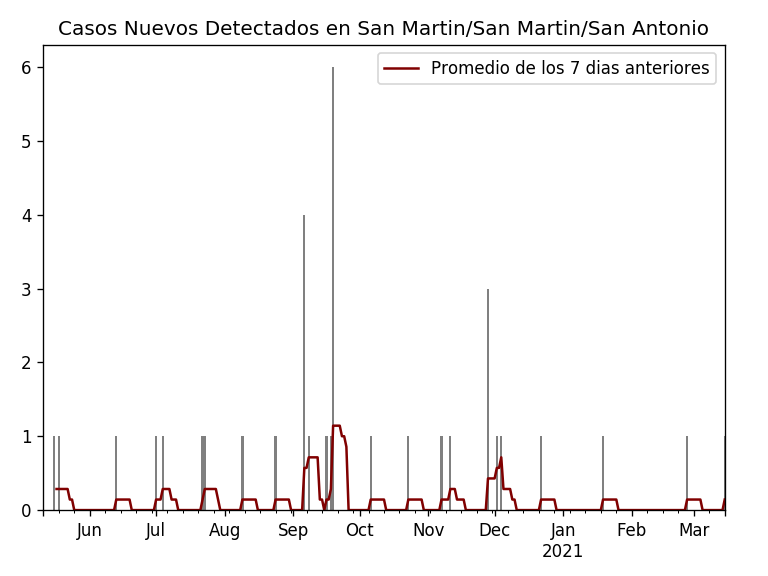 Casos Nuevos Detectados en San Martin/San Martin/San Antonio
Promedio de los 7 dias anteriores
6
5
4
3
2
1
0
Jun Jul Aug Sep Oct Nov Dec Jan Feb Mar
2021